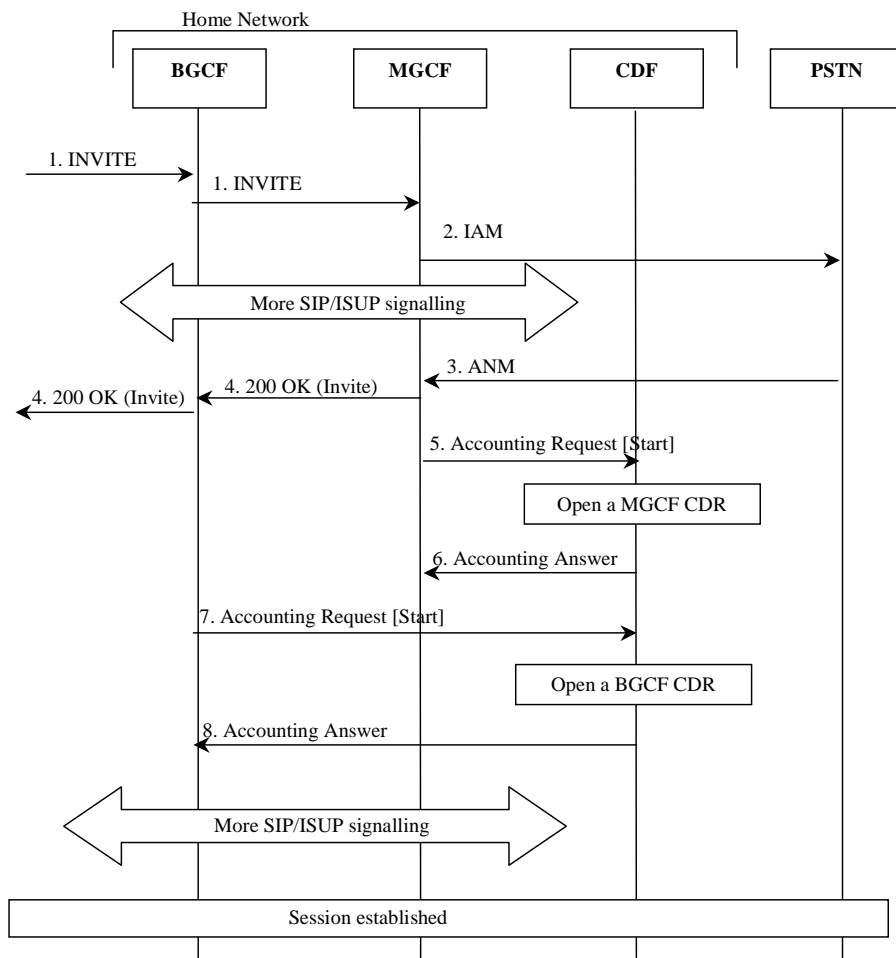 Home Network
BGCF
MGCF
CDF
PSTN
1. INVITE
1. INVITE
2. IAM
More SIP/ISUP signalling
3. ANM
4. 200 OK (Invite)
4. 200 OK (Invite)
5. Accounting Request [Start]
Open a MGCF CDR
6. Accounting Answer
7. Accounting Request [Start]
Open a BGCF CDR
8. Accounting Answer
More SIP/ISUP signalling
Session established